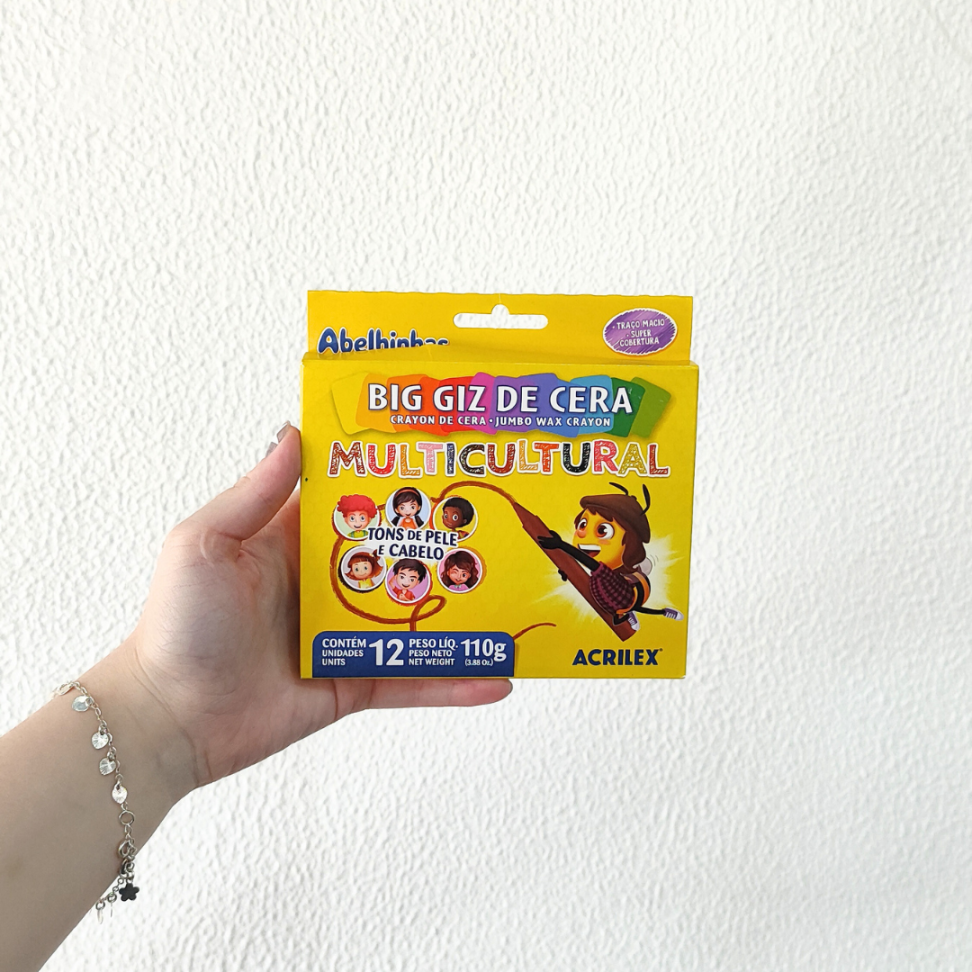 Abelhinhas
• TRAÇO MACIO
• SUPER
COBERTURA
BIG GIZ DE CERA
CRAYON DE CERA • JUMBO WAX CRAYON
MULTICULTURAL
TONS DE PELE
E CABELO
CONTÉM
UNIDADES
UNITS
12
PESO LÍQ.
PESO NETO
NET WEIGHT
110g
(3.88 Oz.)
ACRILEX®